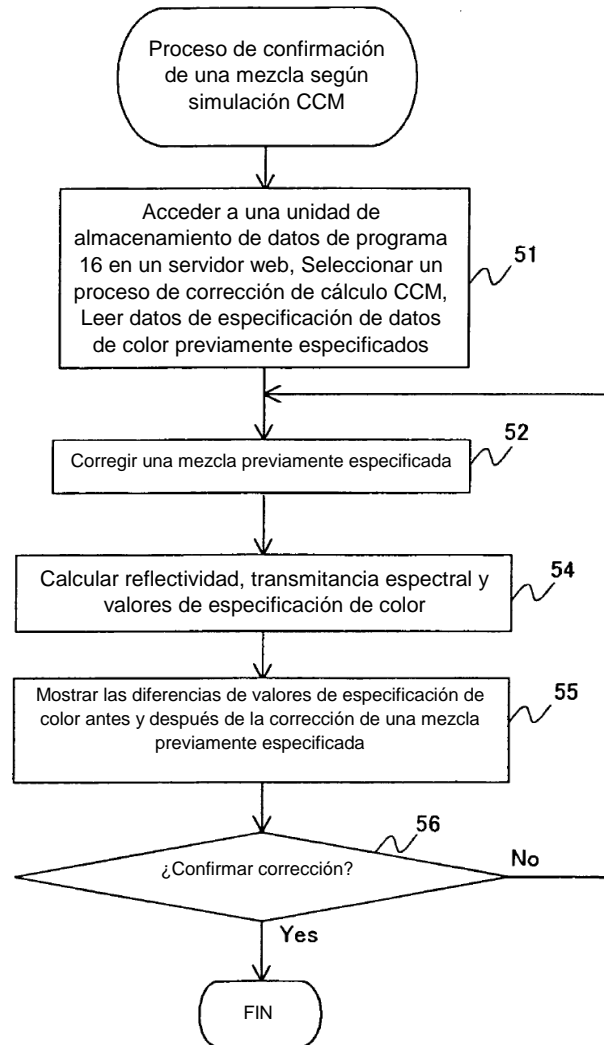 Proceso de confirmación
de una mezcla según
simulación CCM
Acceder a una unidad de
almacenamiento de datos de programa
16 en un servidor web, Seleccionar un
proceso de corrección de cálculo CCM,
Leer datos de especificación de datos
de color previamente especificados
51
Corregir una mezcla previamente especificada
52
Calcular reflectividad, transmitancia espectral y
valores de especificación de color
54
Mostrar las diferencias de valores de especificación de
color antes y después de la corrección de una mezcla
previamente especificada
55
56
¿Confirmar corrección?
No
Yes
FIN